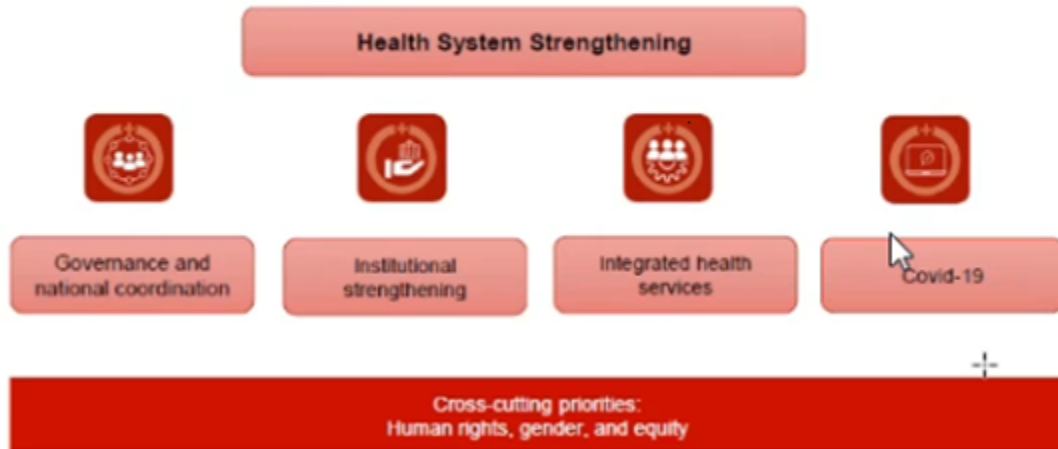 Health System Strengthening
Governance and
national coordination
Institutional
strengthening
Integrated health
services
Covid-19
Cross-cutting priorities:
Human rights, gender, and equity